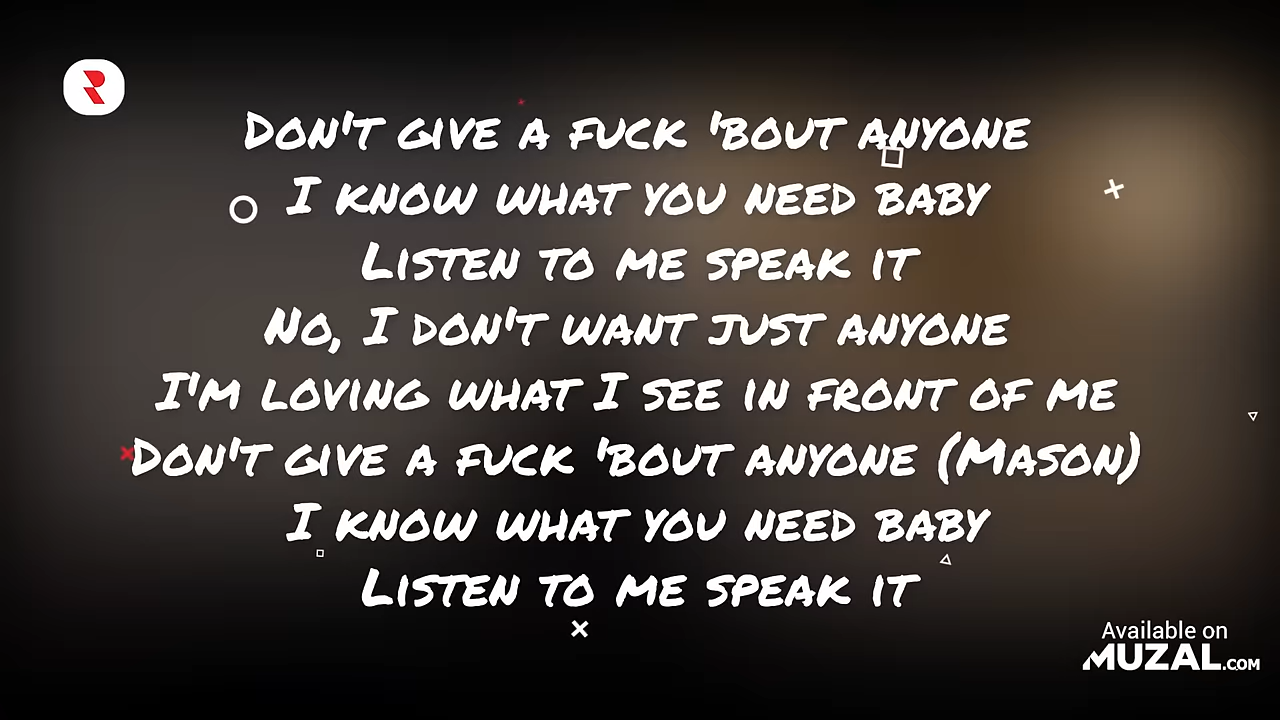 Don't give a fuck 'bout anyone
I know what you need baby
Listen to me speak it
No, I don't want just anyone
I'm loving what I see in front of me
Don't give a fuck 'bout anyone (Mason)
I know what you need baby
Listen to me speak it
Available on
MUZAL.COM